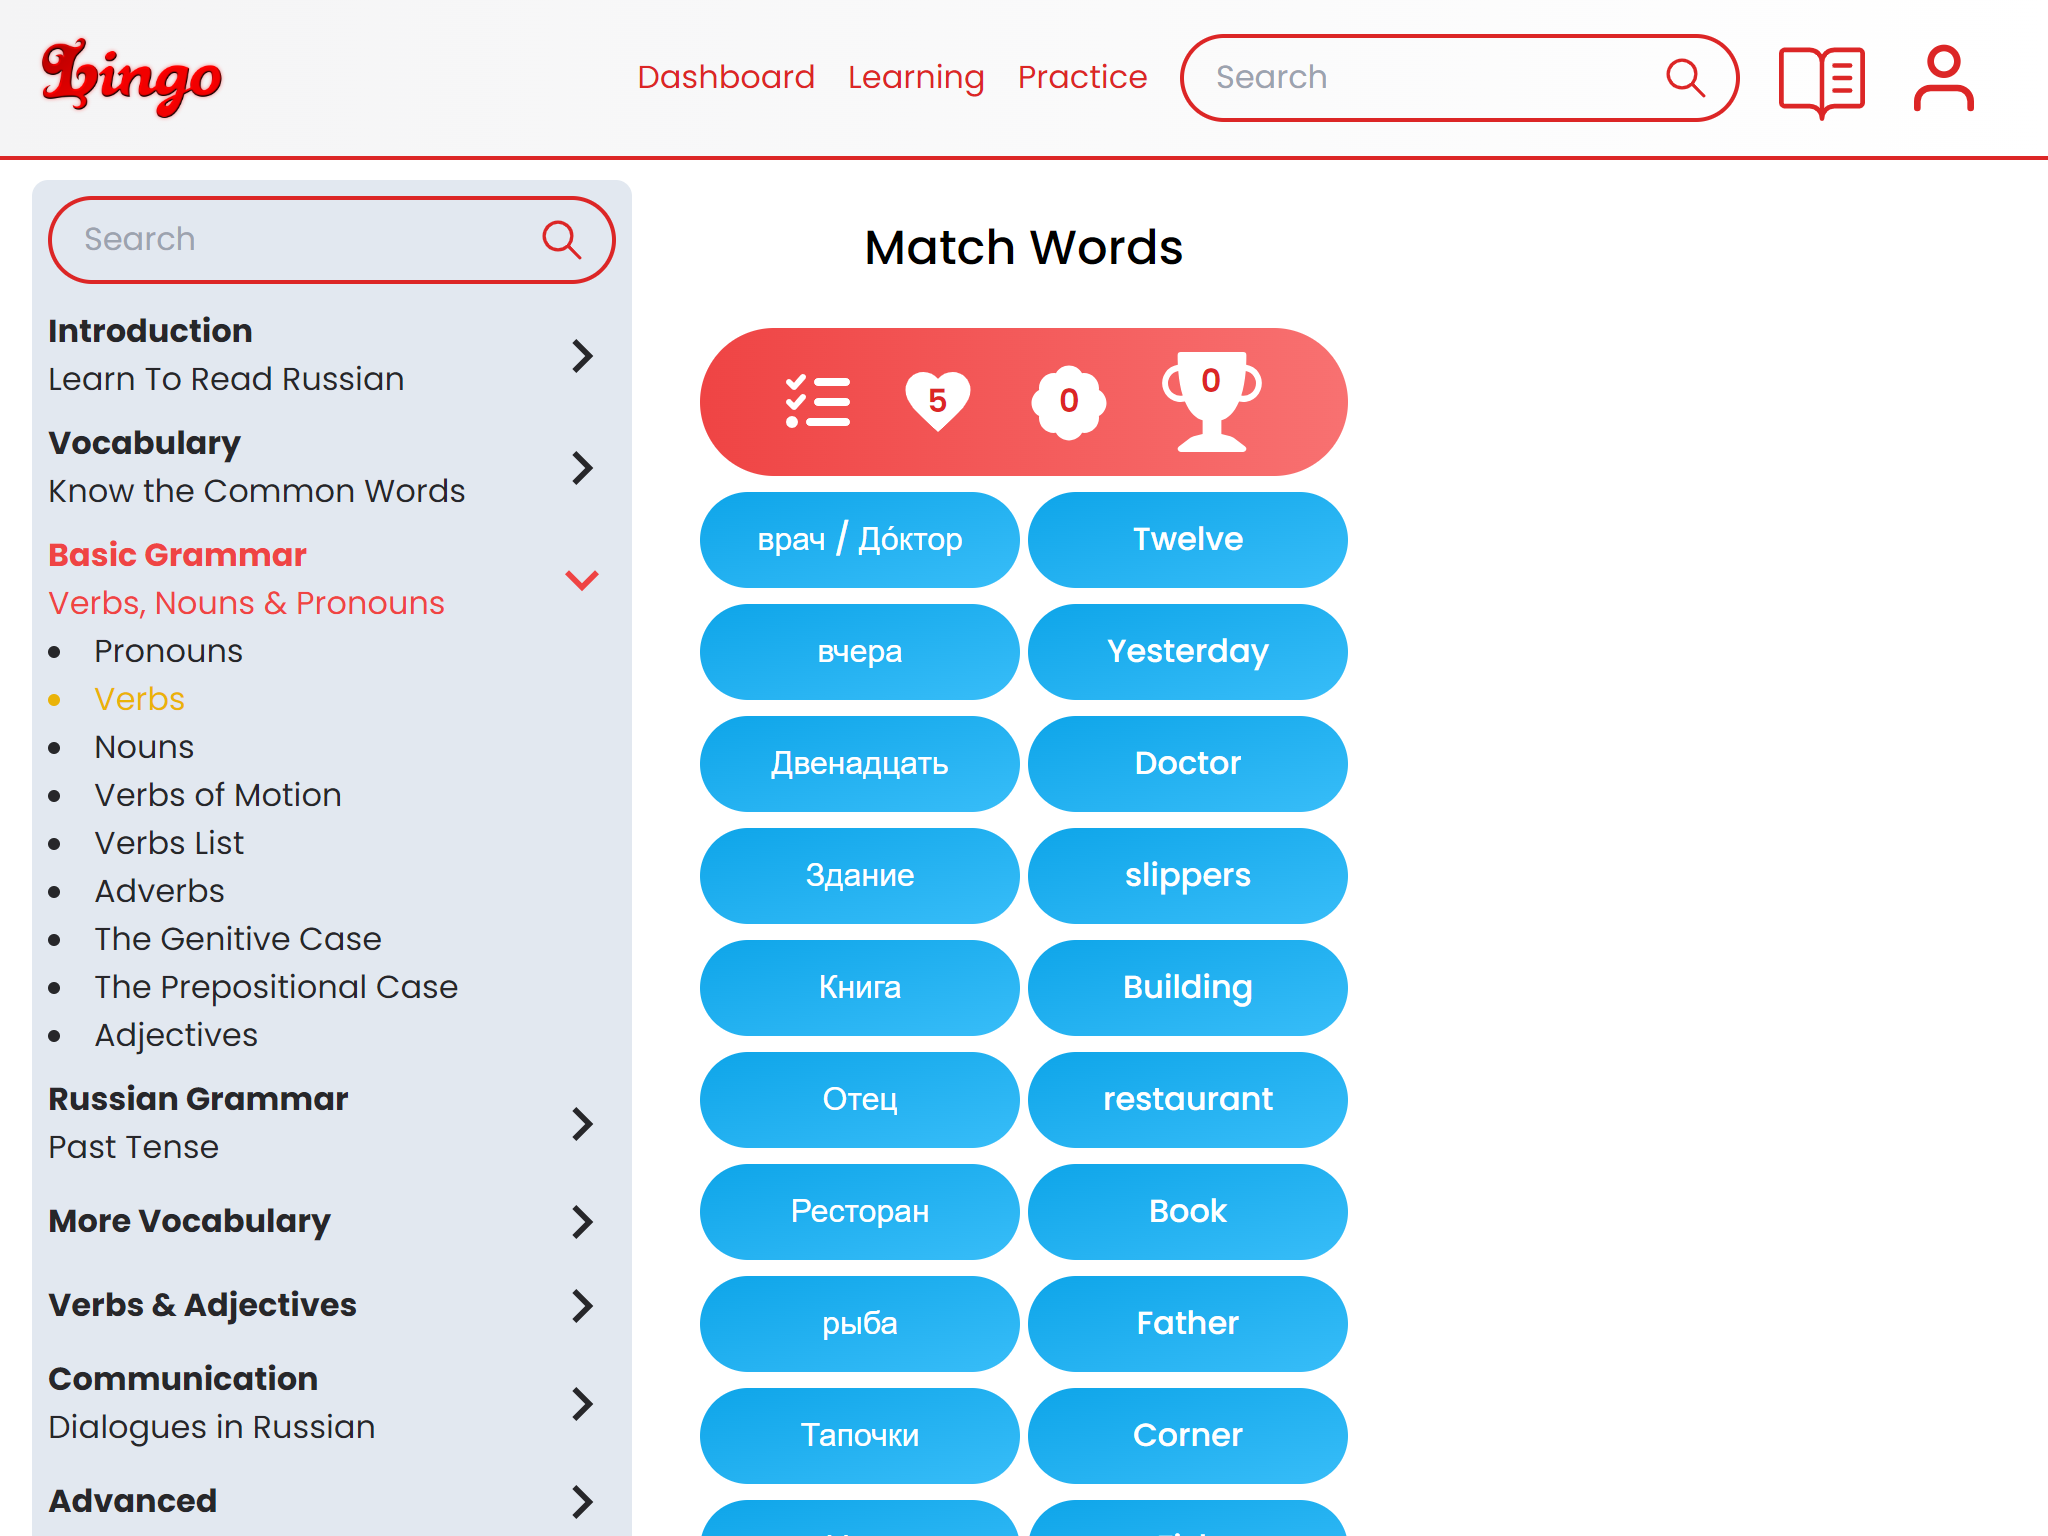 Lingo
Dashboard Learning Practice Search
Search
Introduction
Learn To Read Russian
Vocabulary
Know the Common Words
Basic Grammar
Verbs, Nouns & Pronouns
Pronouns
Verbs
Nouns
Verbs of Motion
Verbs List
Adverbs
The Genitive Case
The Prepositional Case
Adjectives
Russian Grammar
Past Tense
More Vocabulary
Verbs & Adjectives
Communication
Dialogues in Russian
Advanced
Match Words
5 0 0
врач / До́ктор Twelve
вчера Yesterday
Двенадцать Doctor
Здание slippers
Книга Building
Отец restaurant
Ресторан Book
рыба Father
Тапочки Corner